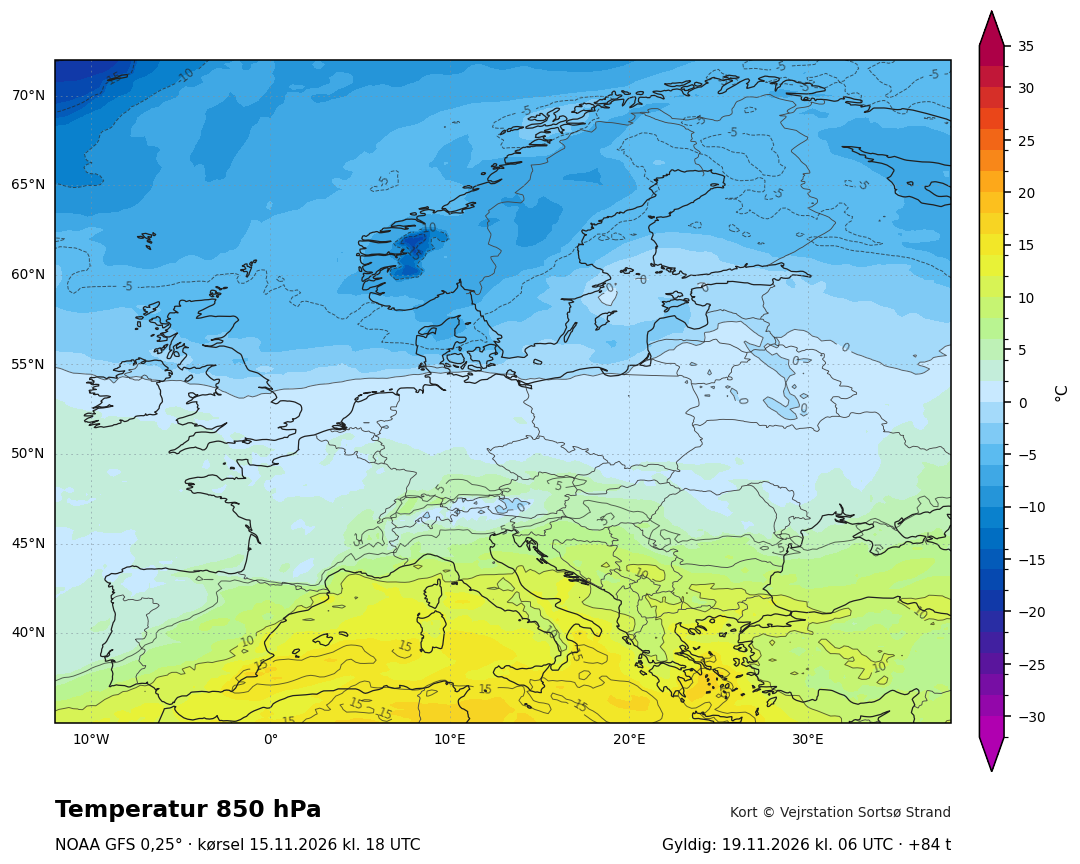 35
30
25
20
15
10
5
0
−5
−10
−15
−20
−25
−30
°C
70°N
65°N
60°N
55°N
50°N
45°N
40°N
10°W
0°
10°E
20°E
30°E
Temperatur 850 hPa
Kort © Vejrstation Sortsø Strand
NOAA GFS 0,25° · kørsel 15.11.2026 kl. 18 UTC
Gyldig: 19.11.2026 kl. 06 UTC · +84 t